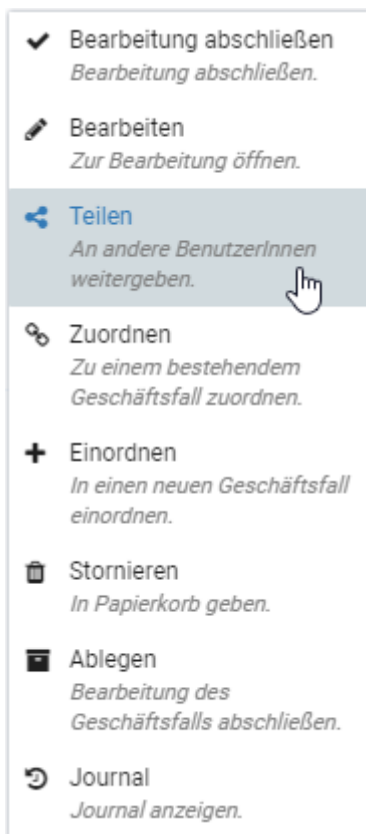 Bearbeitung abschließen
Bearbeitung abschließen.
Bearbeiten
Zur Bearbeitung öffnen.
Teilen
An andere BenutzerInnen
weitergeben.
Zuordnen
Zu einem bestehendem
Geschäftsfall zuordnen.
Einordnen
In einen neuen Geschäftsfall
einordnen.
Stornieren
In Papierkorb geben.
Ablegen
Bearbeitung des
Geschäftsfalls abschließen.
Journal
Journal anzeigen.